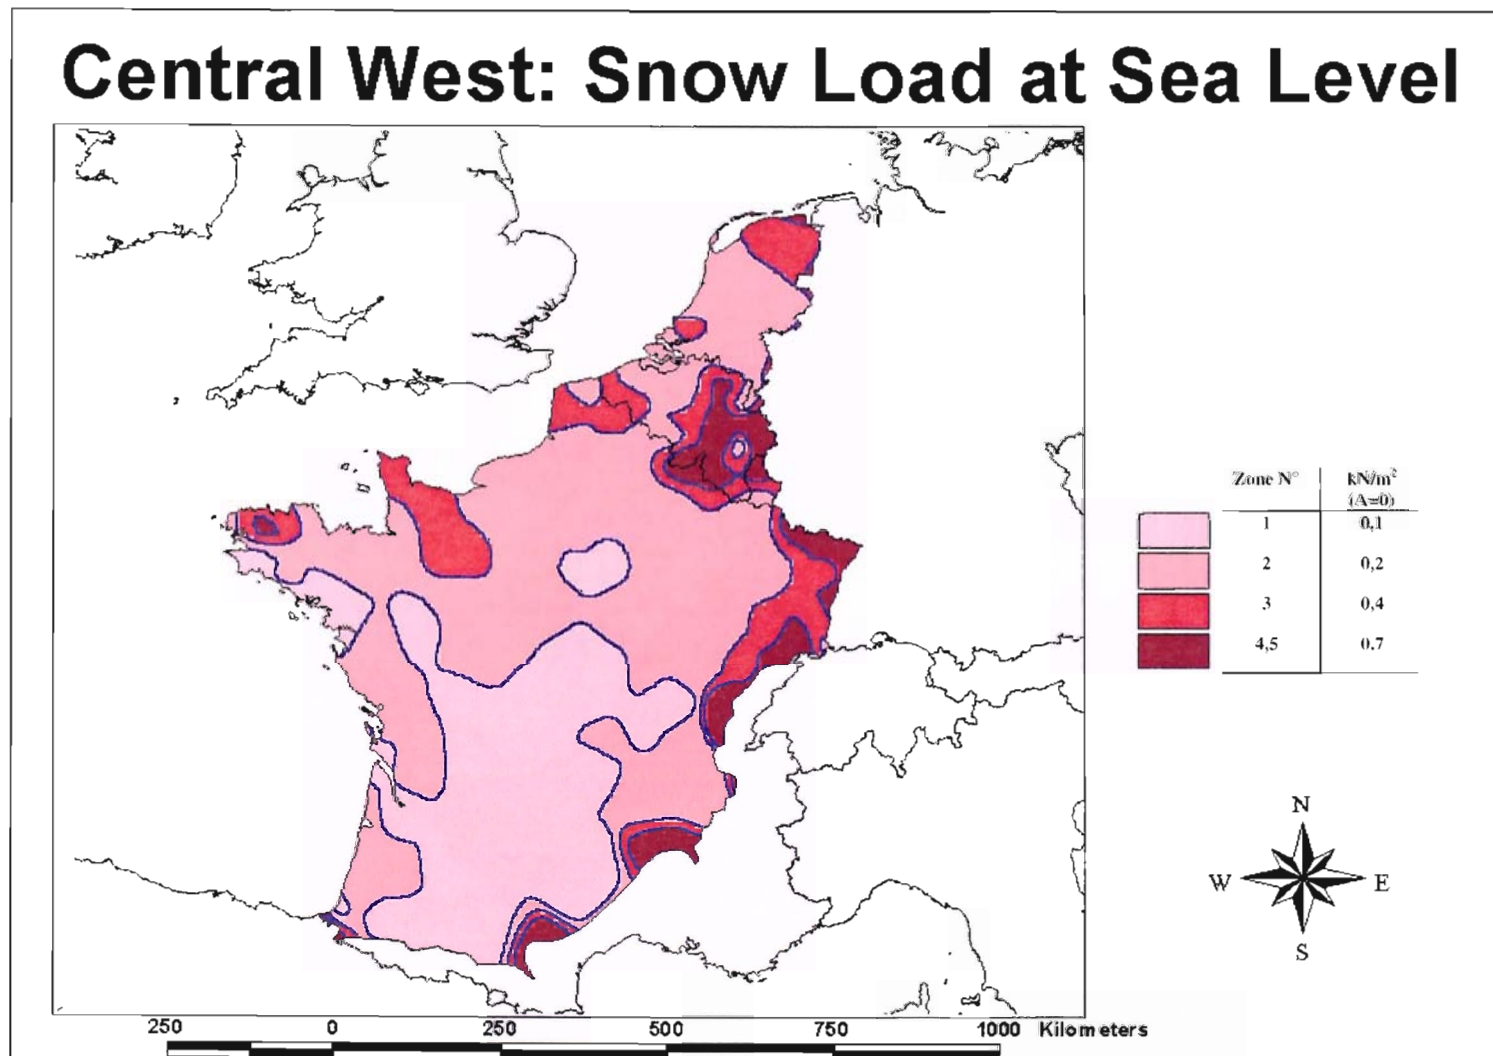 Central West: Snow Load at Sea Level
Zone N° kN/m²
(A=0)
1 0,1
2 0,2
3 0,4
4,5 0,7
N
W E
S
250 0 250 500 750 1000 Kilometers